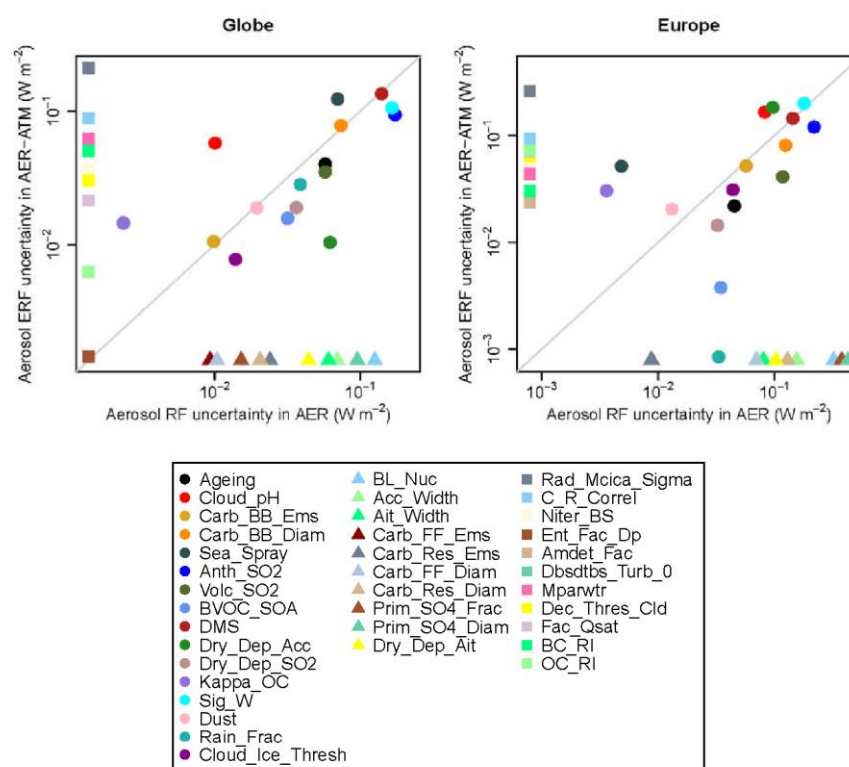 Globe
Europe
Aerosol ERF uncertainty in AER−ATM (W m−2)
10−1
10−2
10−2
10−1
Aerosol RF uncertainty in AER (W m−2)
Aerosol ERF uncertainty in AER−ATM (W m−2)
10−1
10−2
10−3
10−3
10−2
10−1
Aerosol RF uncertainty in AER (W m−2)
Ageing
Cloud_pH
Carb_BB_Ems
Carb_BB_Diam
Sea_Spray
Anth_SO2
Volc_SO2
BVOC_SOA
DMS
Dry_Dep_Acc
Dry_Dep_SO2
Kappa_OC
Sig_W
Dust
Rain_Frac
Cloud_Ice_Thresh
BL_Nuc
Acc_Width
Ait_Width
Carb_FF_Ems
Carb_Res_Ems
Carb_FF_Diam
Carb_Res_Diam
Prim_SO4_Frac
Prim_SO4_Diam
Dry_Dep_Ait
Rad_Mcica_Sigma
C_R_Correl
Niter_BS
Ent_Fac_Dp
Amdet_Fac
Dbsdtbs_Turb_0
Mparwtr
Dec_Thres_Cld
Fac_Qsat
BC_RI
OC_RI